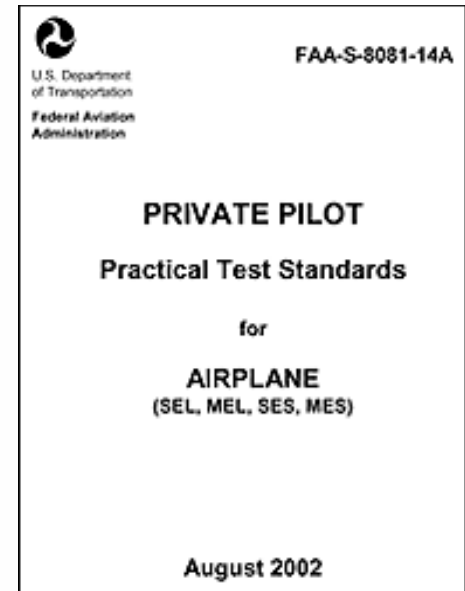 U.S. Department
of Transportation
Federal Aviation
Administration
FAA-S-8081-14A
PRIVATE PILOT
Practical Test Standards
for
AIRPLANE
(SEL, MEL, SES, MES)
August 2002